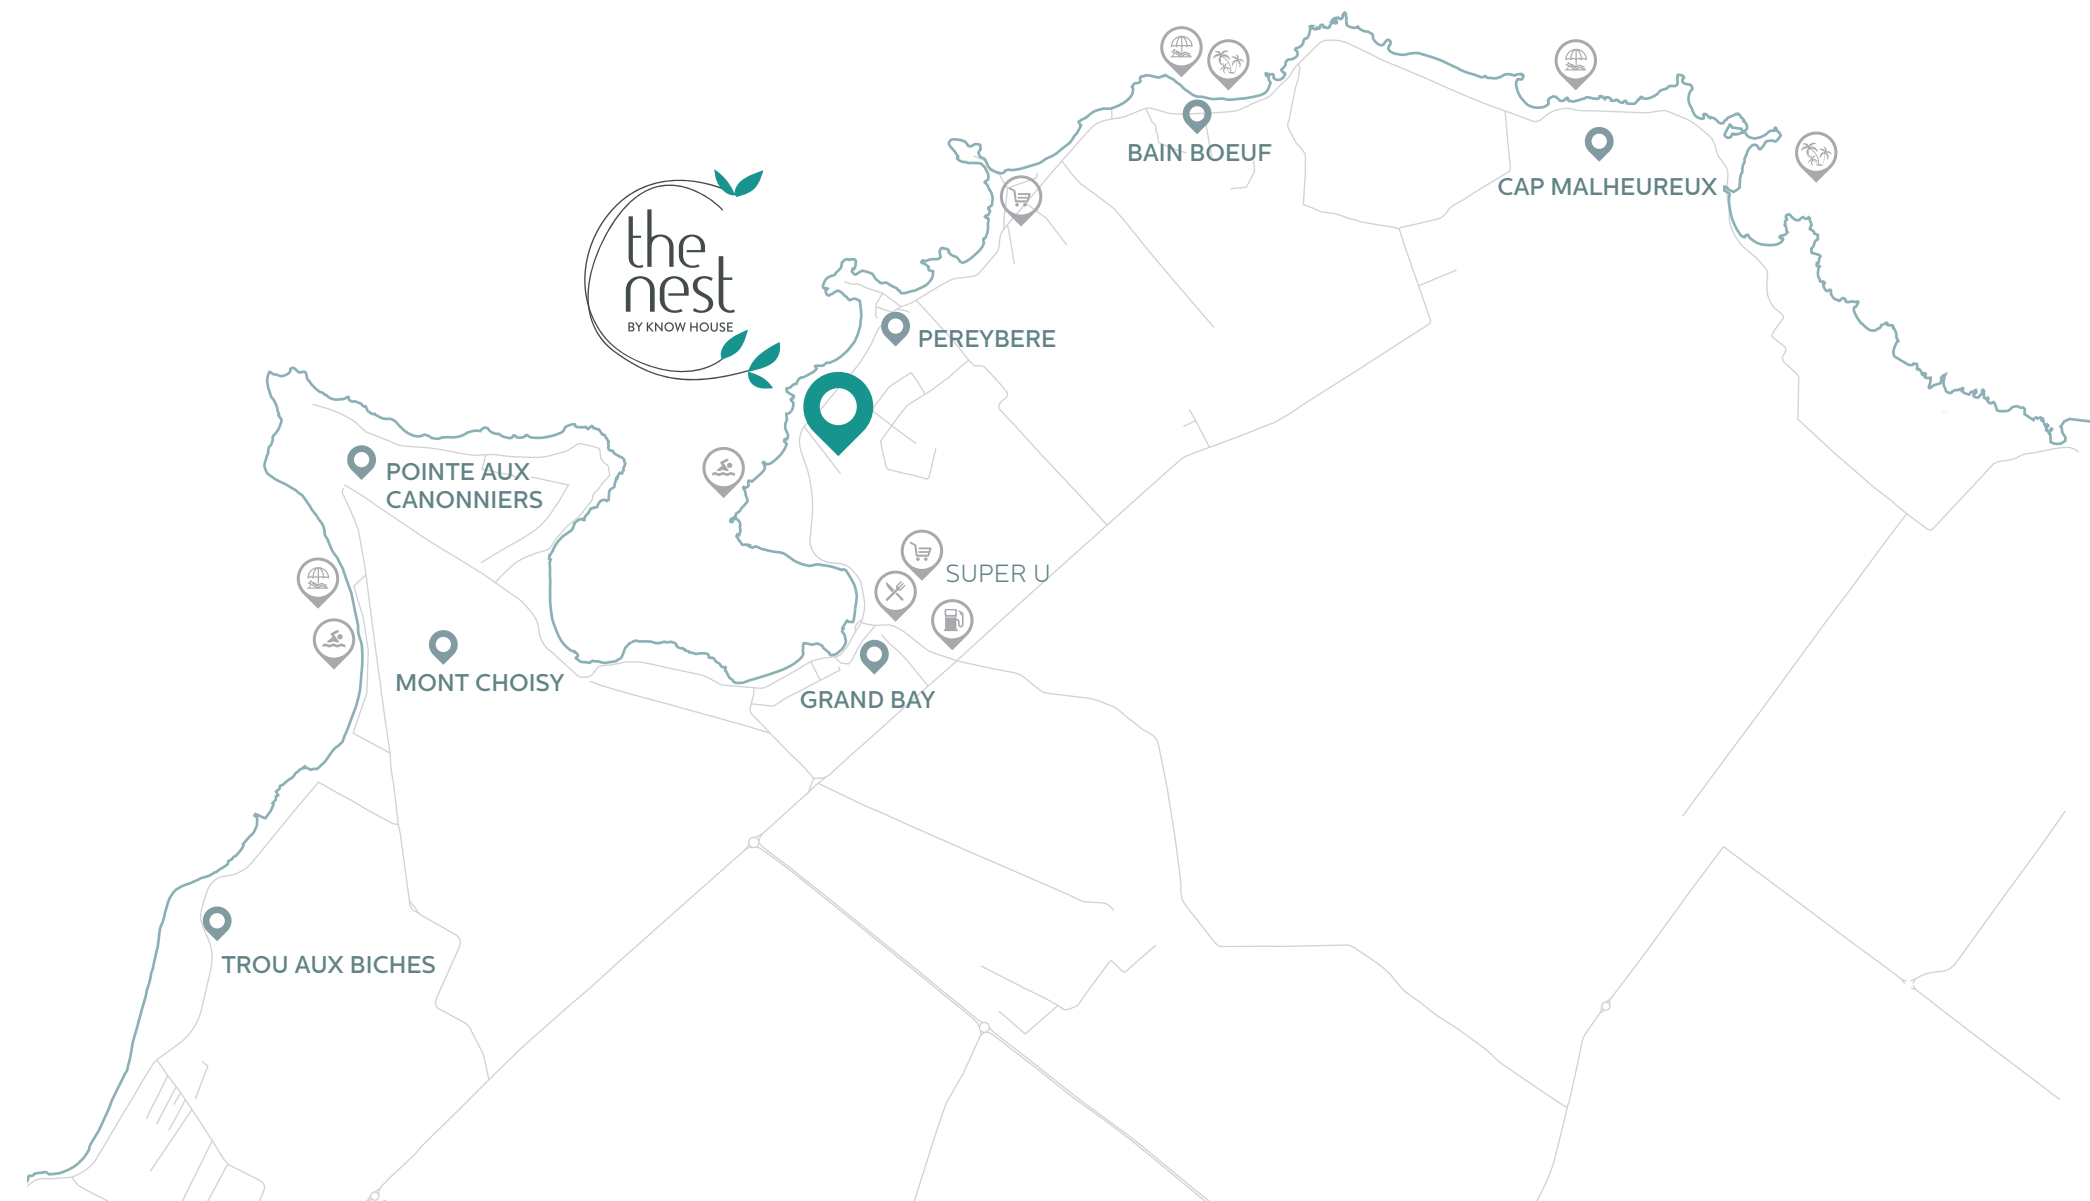 BAIN BOEUF
CAP MALHEUREUX
the
nest
BY KNOW HOUSE
PEREYBERE
POINTE AUX
CANONNIERS
SUPER U
MONT CHOISY
GRAND BAY
TROU AUX BICHES